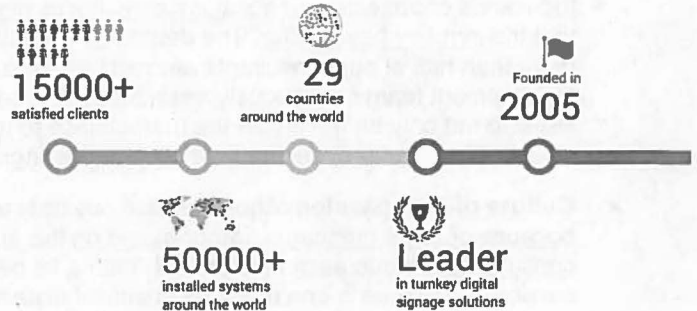 15000+
satisfied clients
29
countries
around the world
Founded in
2005
50000+
installed systems
around the world
Leader
in turnkey digital
signage solutions